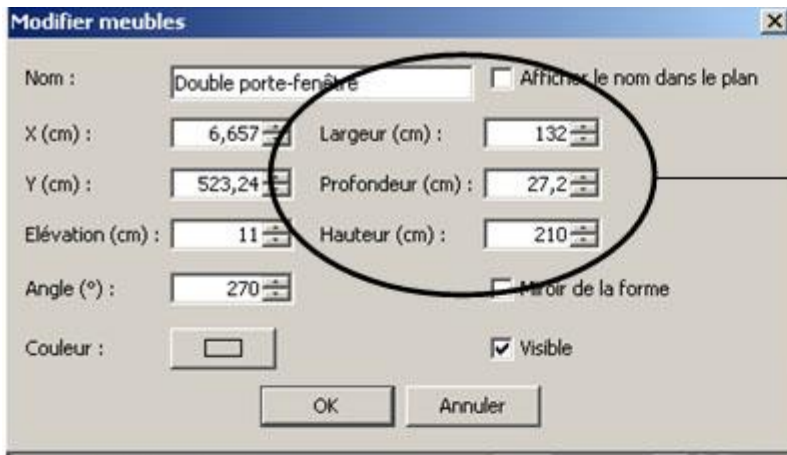 Modifier meubles
Nom : Double porte-fenêtre Afficher le nom dans le plan
X (cm) : 6,657 Largeur (cm) : 132
Y (cm) : 523,24 Profondeur (cm) : 27,2
Elévation (cm) : 11 Hauteur (cm) : 210
Angle (°) : 270 Miroir de la forme
Couleur : Visible
OK Annuler